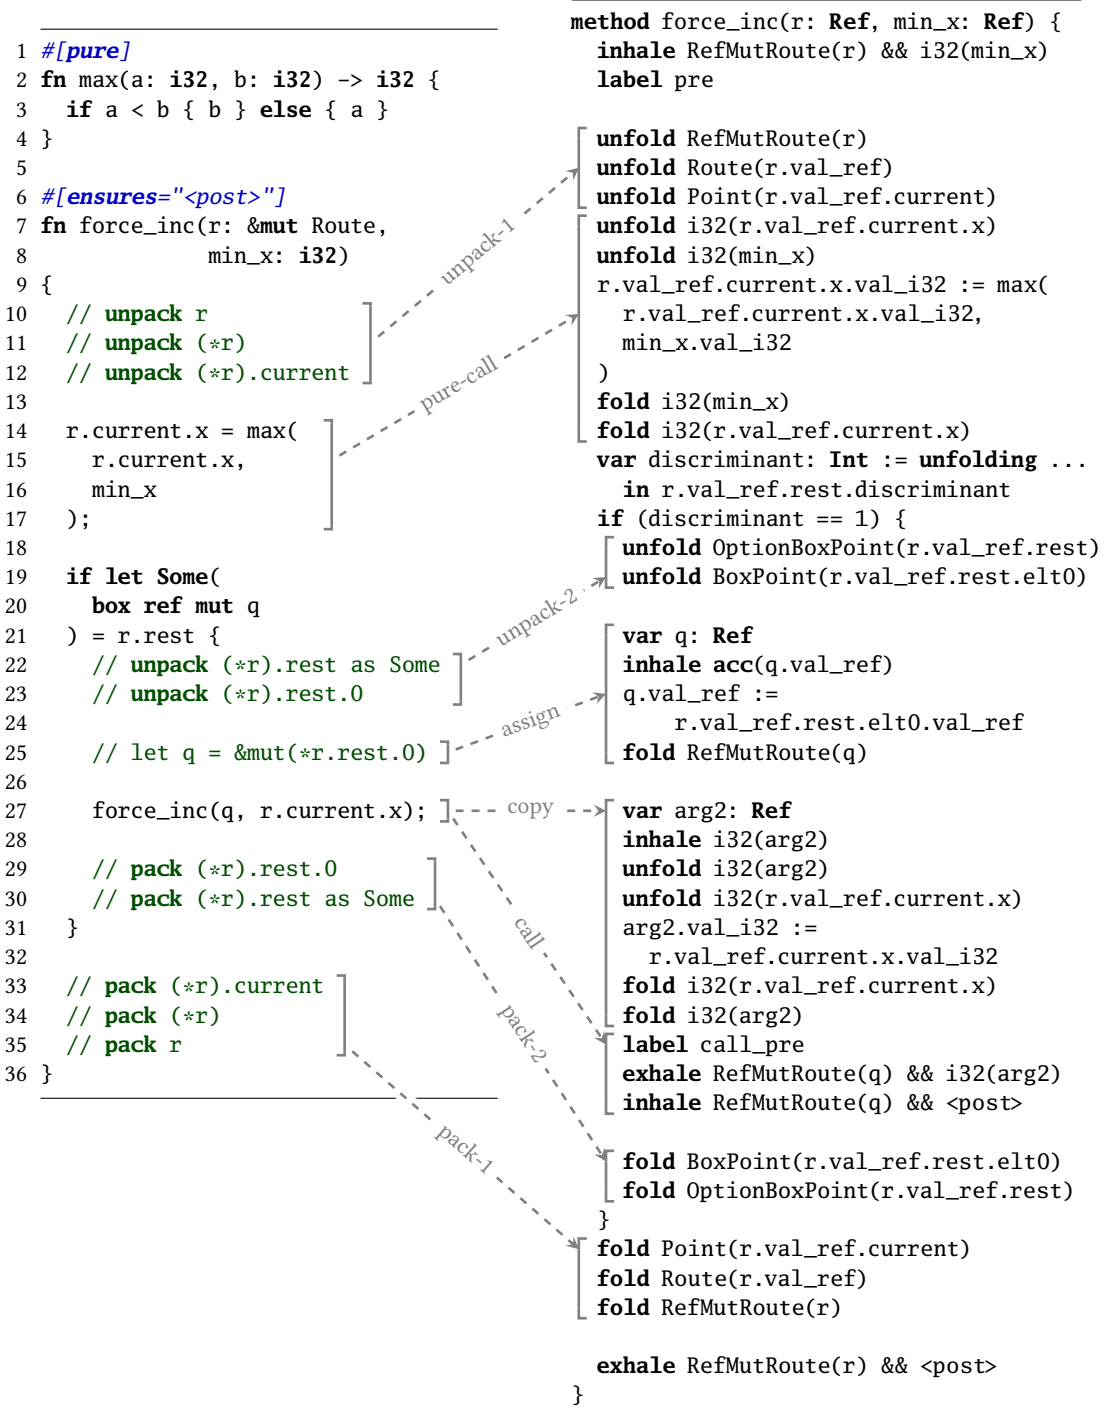 1 #[pure]
2 fn max(a: i32, b: i32) -> i32 {
3   if a < b { b } else { a }
4 }
5
6 #[ensures="<post>"]
7 fn force_inc(r: &mut Route,
8              min_x: i32)
9 {
10   // unpack r
11   // unpack (*r)
12   // unpack (*r).current
13
14   r.current.x = max(
15     r.current.x,
16     min_x
17   );
18
19   if let Some(
20     box ref mut q
21   ) = r.rest {
22     // unpack (*r).rest as Some
23     // unpack (*r).rest.0
24
25     // let q = &mut(*r.rest.0)
26
27     force_inc(q, r.current.x);
28
29     // pack (*r).rest.0
30     // pack (*r).rest as Some
31   }
32
33   // pack (*r).current
34   // pack (*r)
35   // pack r
36 }
unpack-1
pure-call
unpack-2
assign
copy
call
pack-2
pack-1
method force_inc(r: Ref, min_x: Ref) {
  inhale RefMutRoute(r) && i32(min_x)
  label pre
  unfold RefMutRoute(r)
  unfold Route(r.val_ref)
  unfold Point(r.val_ref.current)
  unfold i32(r.val_ref.current.x)
  unfold i32(min_x)
  r.val_ref.current.x.val_i32 := max(
    r.val_ref.current.x.val_i32,
    min_x.val_i32
  )
  fold i32(min_x)
  fold i32(r.val_ref.current.x)
  var discriminant: Int := unfolding ...
    in r.val_ref.rest.discriminant
  if (discriminant == 1) {
    unfold OptionBoxPoint(r.val_ref.rest)
    unfold BoxPoint(r.val_ref.rest.elt0)
    var q: Ref
    inhale acc(q.val_ref)
    q.val_ref :=
        r.val_ref.rest.elt0.val_ref
    fold RefMutRoute(q)
    var arg2: Ref
    inhale i32(arg2)
    unfold i32(arg2)
    unfold i32(r.val_ref.current.x)
    arg2.val_i32 :=
      r.val_ref.current.x.val_i32
    fold i32(r.val_ref.current.x)
    fold i32(arg2)
    label call_pre
    exhale RefMutRoute(q) && i32(arg2)
    inhale RefMutRoute(q) && <post>
    fold BoxPoint(r.val_ref.rest.elt0)
    fold OptionBoxPoint(r.val_ref.rest)
  }
  fold Point(r.val_ref.current)
  fold Route(r.val_ref)
  fold RefMutRoute(r)
  exhale RefMutRoute(r) && <post>
}